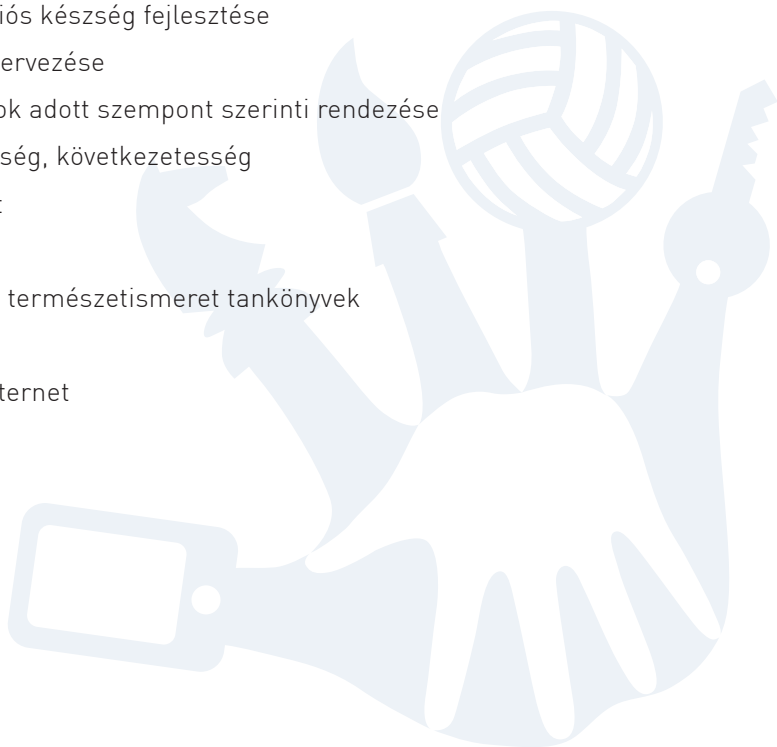 iós készség fejlesztése
ervezése
ok adott szempont szerinti rendezése
ség, következetesség
természetismeret tankönyvek
ternet